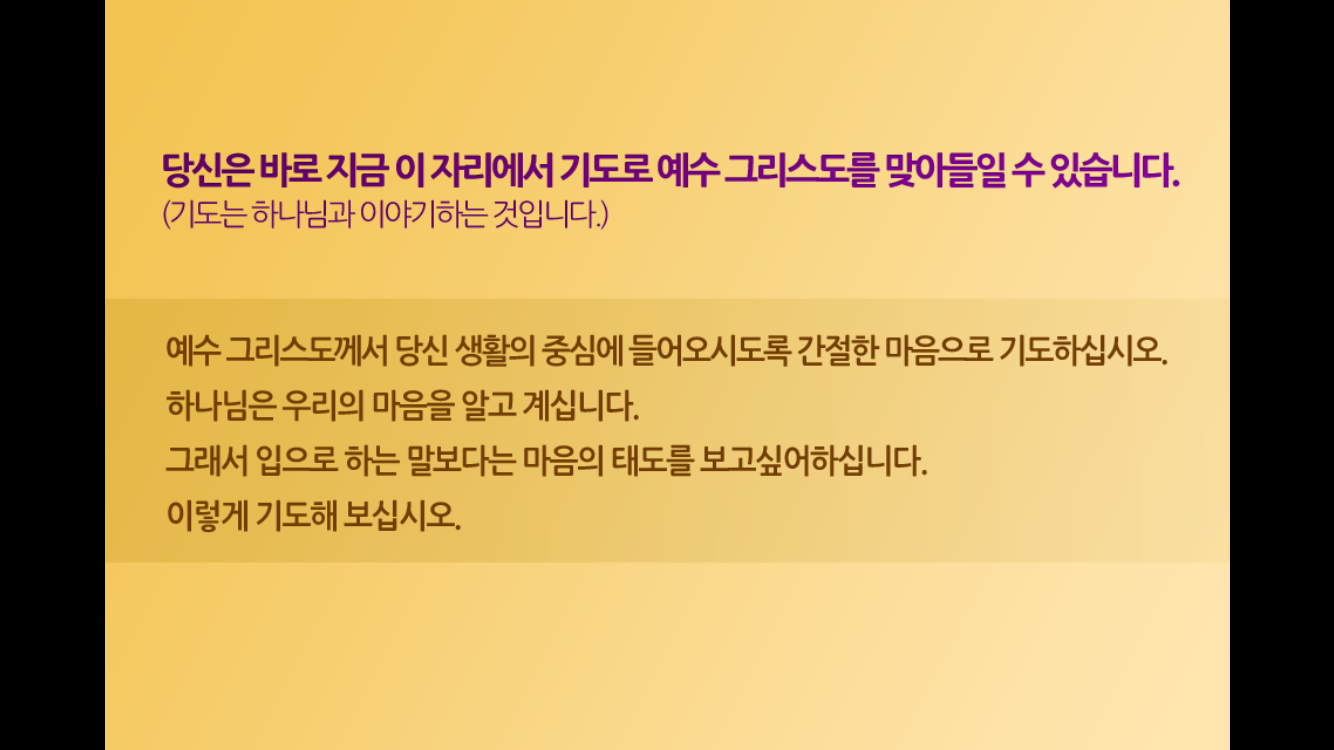 당신은 바로 지금 이 자리에서 기도로 예수 그리스도를 맞아들일 수 있습니다.
(기도는 하나님과 이야기하는 것입니다.)
예수 그리스도께서 당신 생활의 중심에 들어오시도록 간절한 마음으로 기도하십시오.
하나님은 우리의 마음을 알고 계십니다.
그래서 입으로 하는 말보다는 마음의 태도를 보고싶어하십니다.
이렇게 기도해 보십시오.